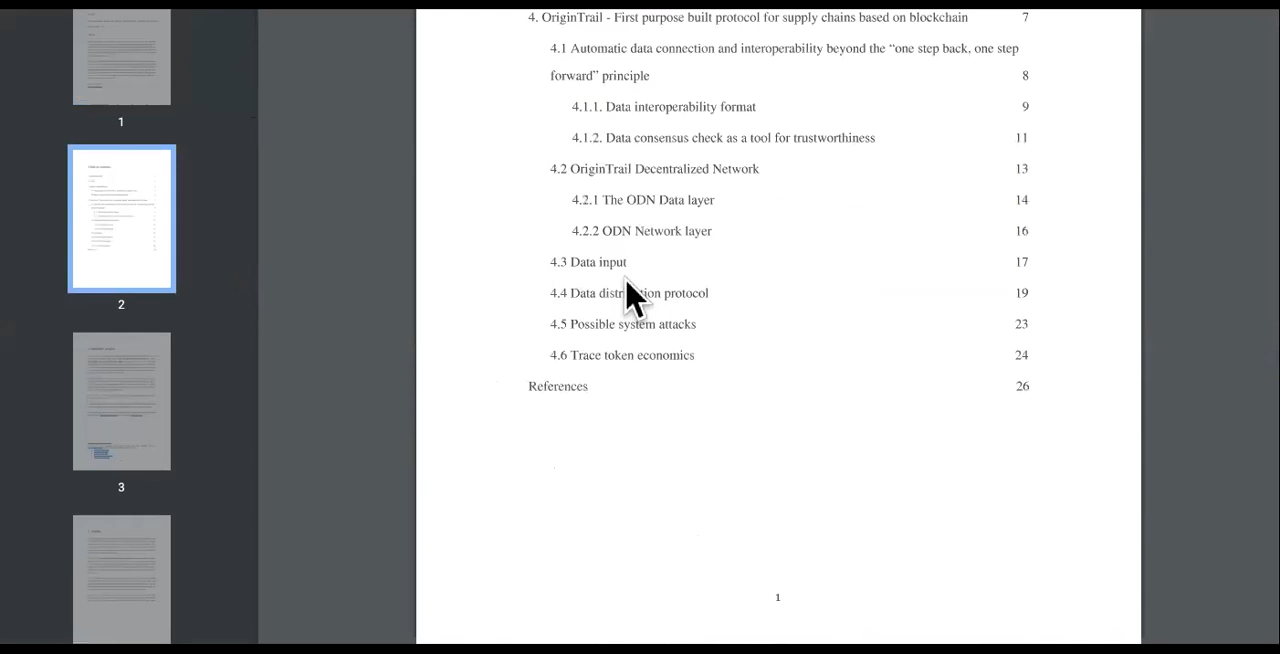 4. OriginTrail - First purpose built protocol for supply chains based on blockchain 7
4.1 Automatic data connection and interoperability beyond the “one step back, one step
forward” principle 8
4.1.1. Data interoperability format 9
4.1.2. Data consensus check as a tool for trustworthiness 11
4.2 OriginTrail Decentralized Network 13
4.2.1 The ODN Data layer 14
4.2.2 ODN Network layer 16
4.3 Data input 17
4.4 Data distribution protocol 19
4.5 Possible system attacks 23
4.6 Trace token economics 24
References 26
1
1
2
3